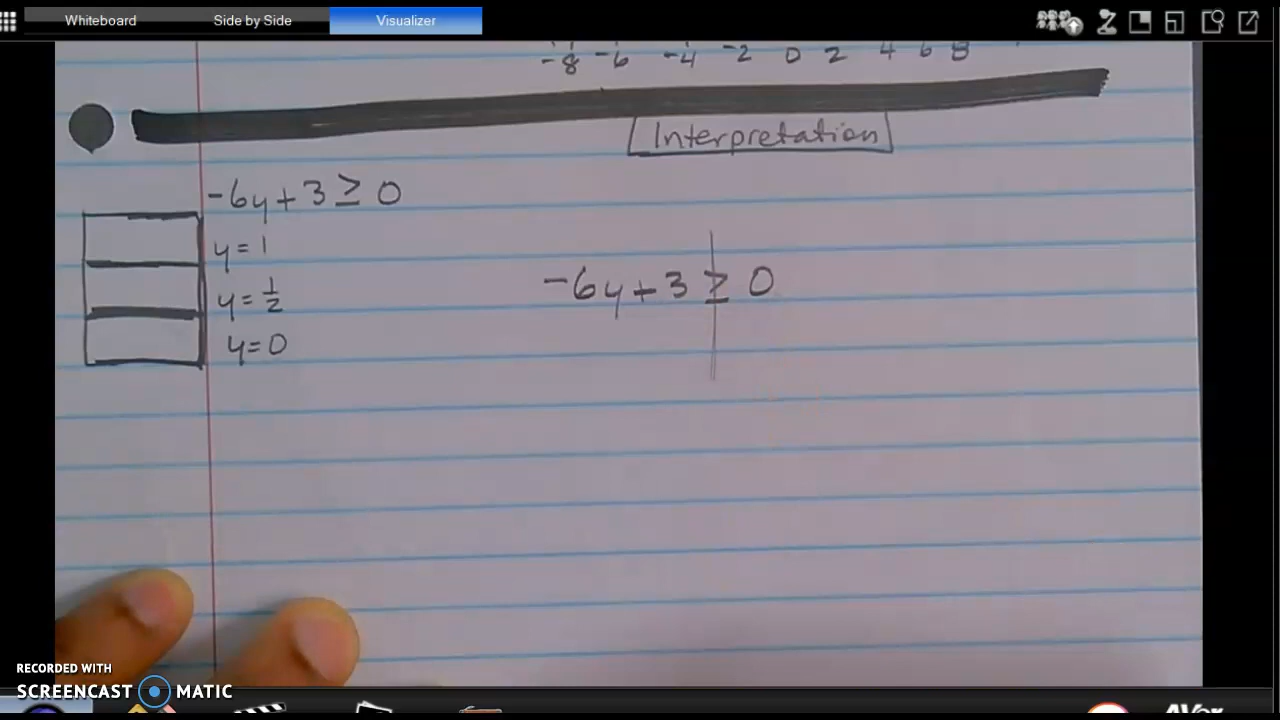 Whiteboard Side by Side Visualizer
-8 -6 -4 -2 0 2 4 6 8
Interpretation
-6y + 3 ≥ 0
y = 1
y = 1/2
y = 0
-6y + 3 ≥ 0
RECORDED WITH
SCREENCAST MATIC
AVer